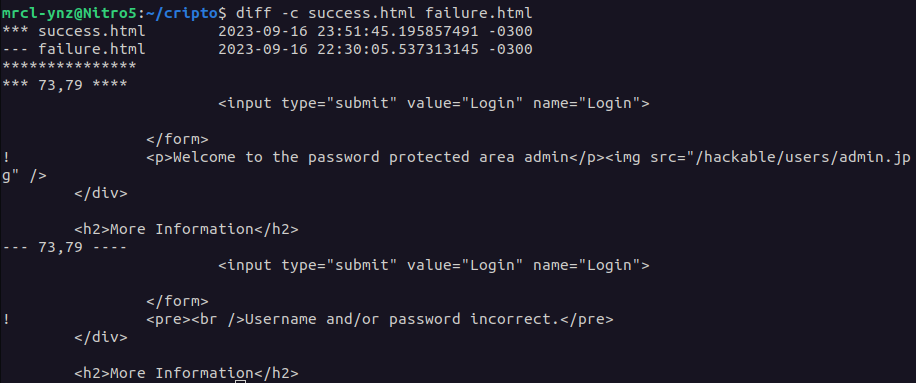 mrcl-ynz@Nitro5:~/cripto$ diff -c success.html failure.html
*** success.html        2023-09-16 23:51:45.195857491 -0300
--- failure.html        2023-09-16 22:30:05.537313145 -0300
***************
*** 73,79 ****
                        <input type="submit" value="Login" name="Login">
                </form>
!               <p>Welcome to the password protected area admin</p><img src="/hackable/users/admin.jp
g" />
        </div>
        <h2>More Information</h2>
--- 73,79 ----
                        <input type="submit" value="Login" name="Login">
                </form>
!               <pre><br />Username and/or password incorrect.</pre>
        </div>
        <h2>More Information</h2>